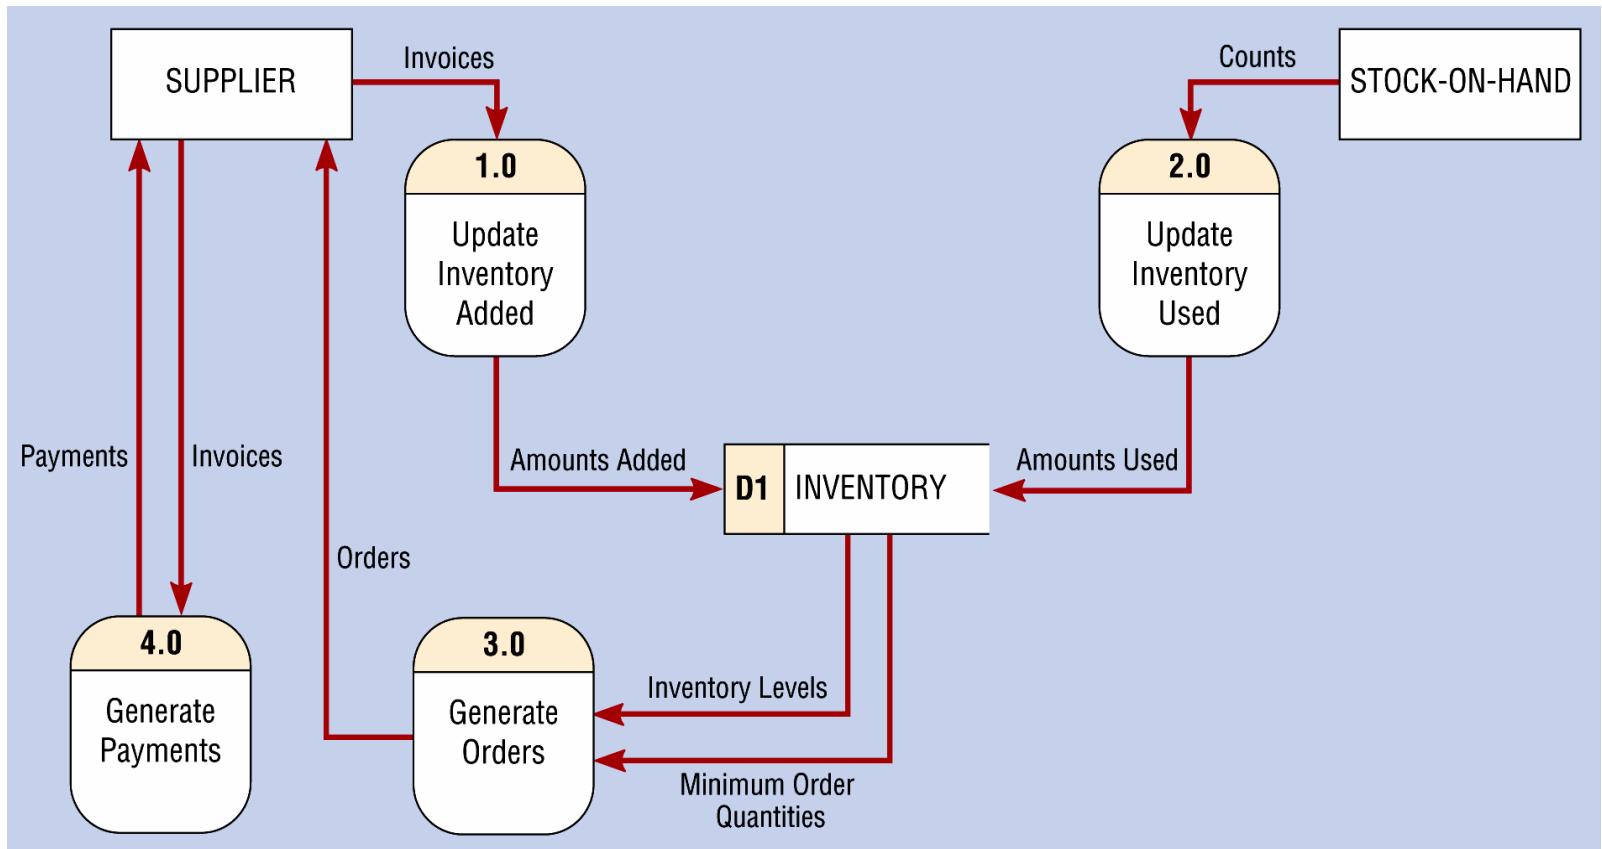 SUPPLIER
Invoices
Counts
STOCK-ON-HAND
1.0
Update
Inventory
Added
2.0
Update
Inventory
Used
Payments
Invoices
Amounts Added
D1 INVENTORY
Amounts Used
Orders
4.0
Generate
Payments
3.0
Generate
Orders
Inventory Levels
Minimum Order
Quantities